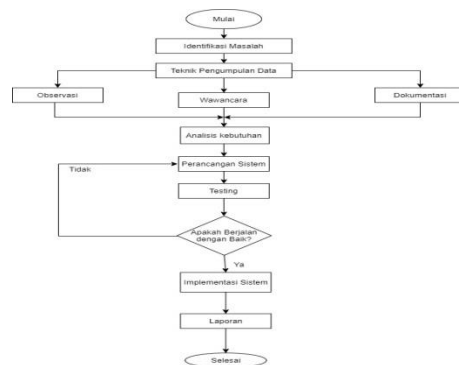 Mulai
Identifikasi Masalah
Teknik Pengumpulan Data
Observasi
Wawancara
Dokumentasi
Analisis kebutuhan
Perancangan Sistem
Tidak
Testing
Apakah Berjalan
dengan Baik?
Ya
Implementasi Sistem
Laporan
Selesai